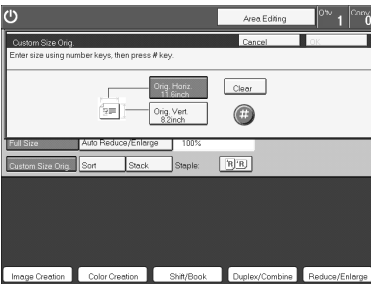 Area Editing
Q'ty 1
Copy 0
Custom Size Orig.
Cancel
OK
Enter size using number keys, then press # key.
Orig. Horiz.
11.6inch
Clear
Orig. Vert.
8.2inch
#
Full Size
Auto Reduce/Enlarge
100%
Custom Size Orig.
Sort
Stack
Staple:
R R
Image Creation
Color Creation
Shift/Book
Duplex/Combine
Reduce/Enlarge